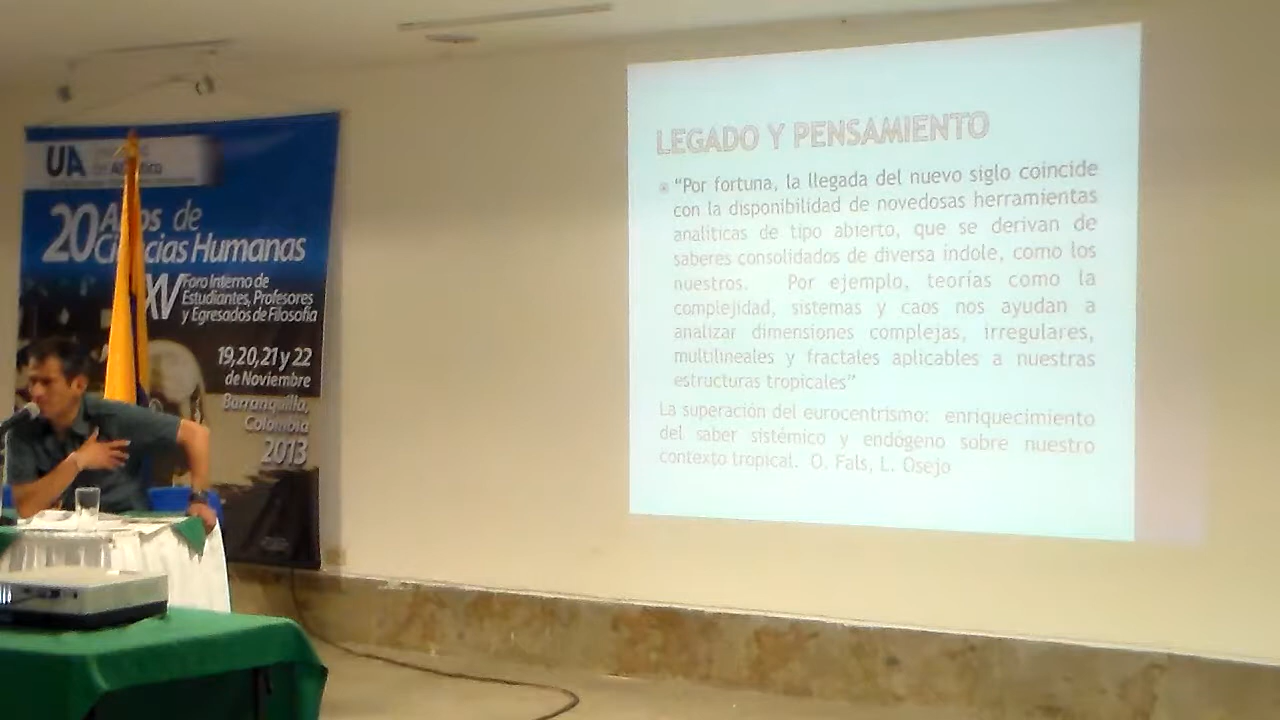 UA
del Atlántico
20 Años de
Ciencias Humanas
XV Foro Interno de
Estudiantes, Profesores
y Egresados de Filosofía
19, 20, 21 y 22
de Noviembre
Barranquilla,
Colombia
2013
LEGADO Y PENSAMIENTO
“Por fortuna, la llegada del nuevo siglo coincide
con la disponibilidad de novedosas herramientas
analíticas de tipo abierto, que se derivan de
saberes consolidados de diversa índole, como los
nuestros. Por ejemplo, teorías como la
complejidad, sistemas y caos nos ayudan a
analizar dimensiones complejas, irregulares,
multilineales y fractales aplicables a nuestras
estructuras tropicales”
La superación del eurocentrismo: enriquecimiento
del saber sistémico y endógeno sobre nuestro
contexto tropical. O. Fals, L. Osejo